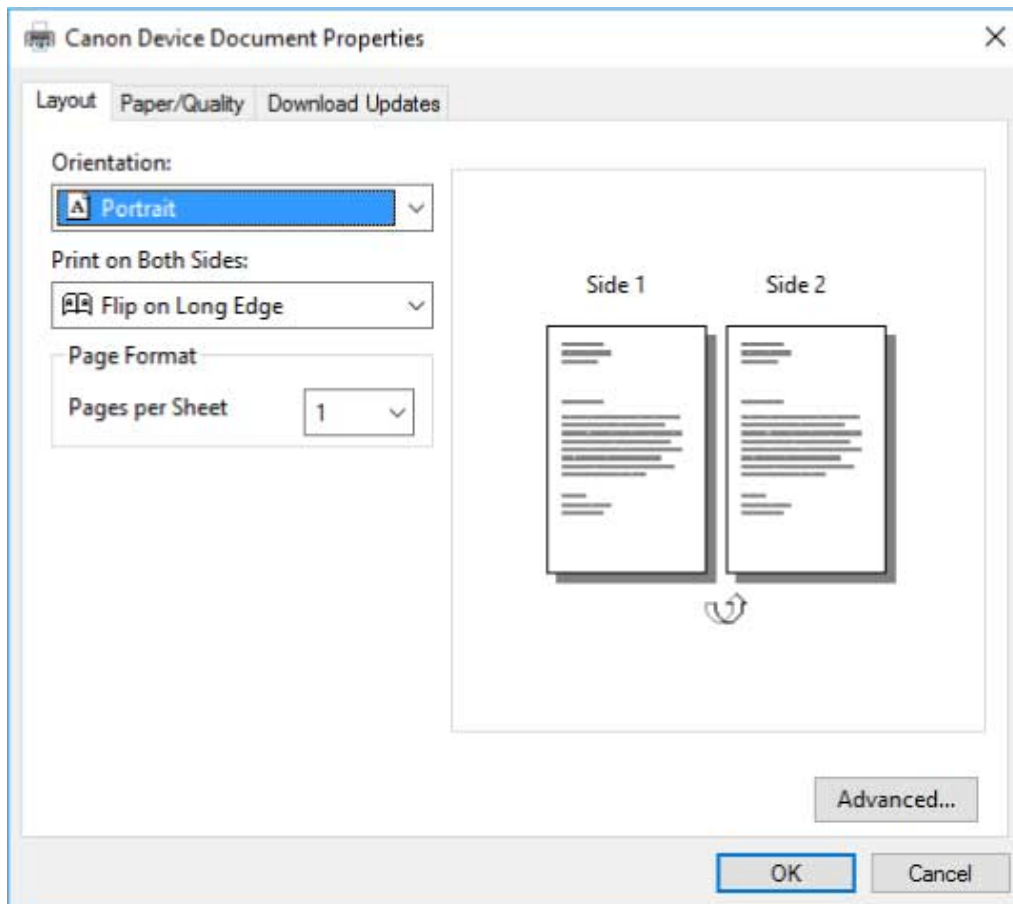 Canon Device Document Properties
Layout Paper/Quality Download Updates
Orientation:
A Portrait
Print on Both Sides:
Flip on Long Edge
Page Format
Pages per Sheet 1
Side 1 Side 2
Advanced...
OK Cancel